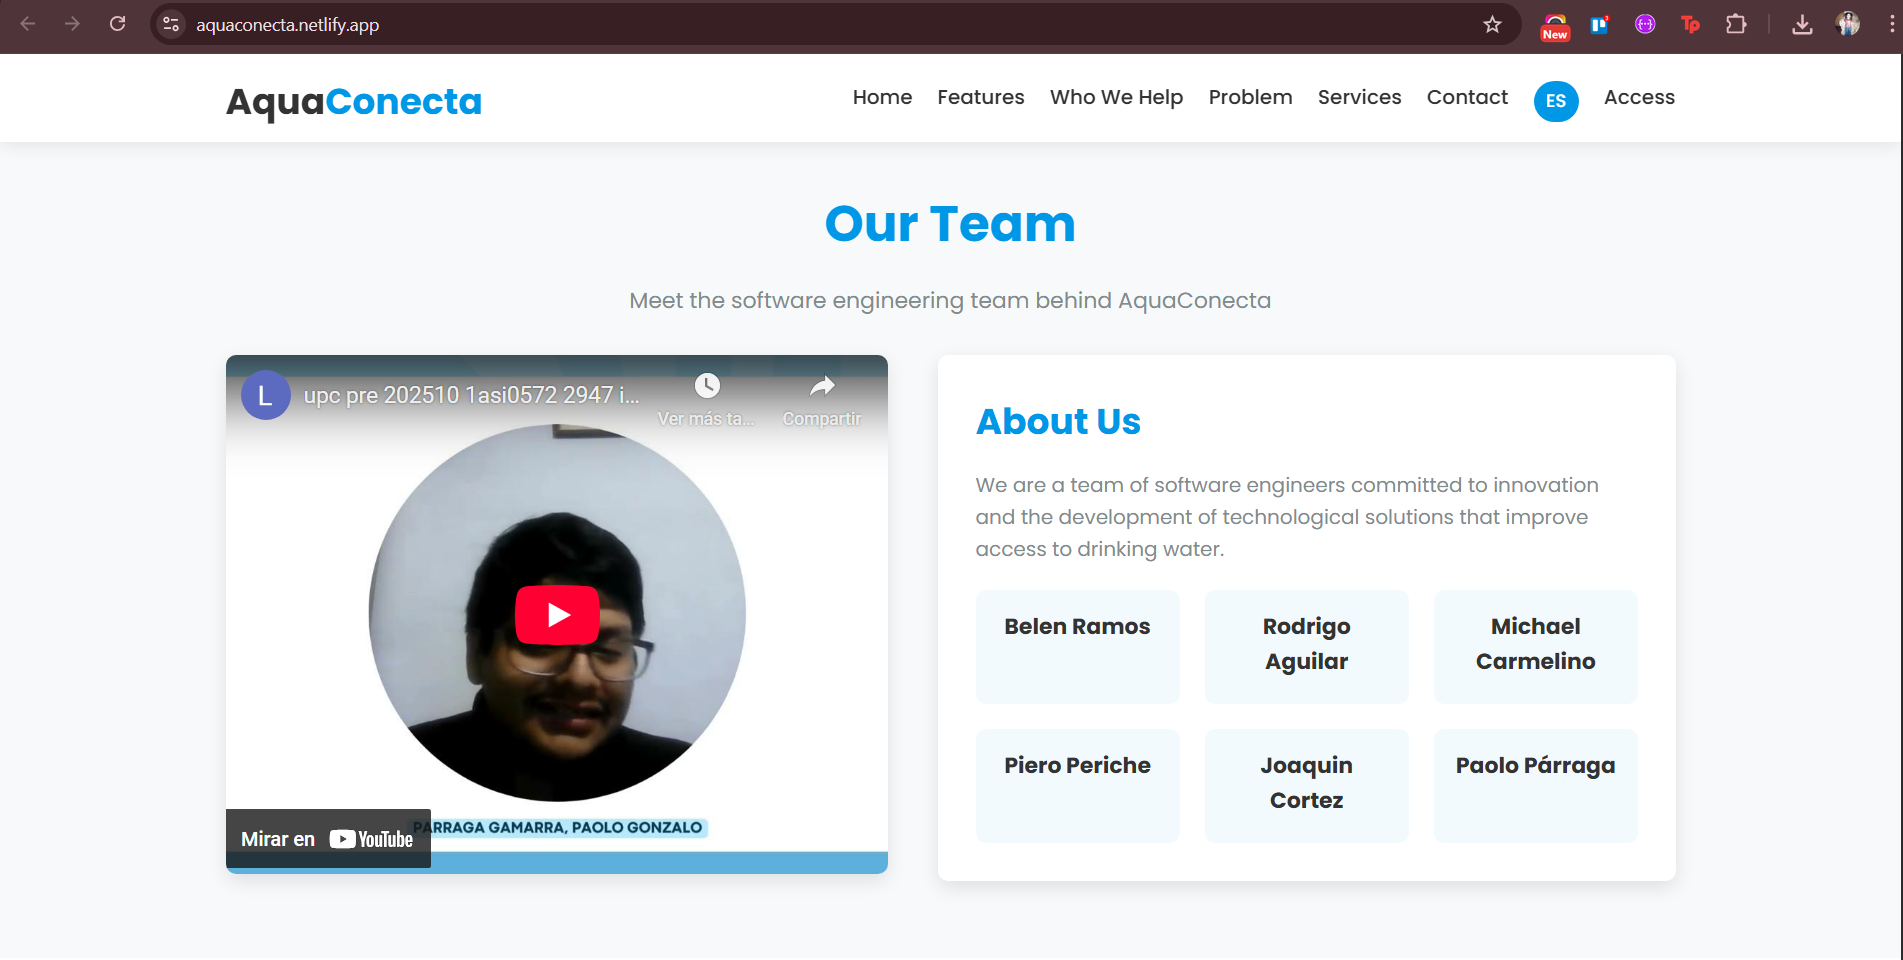 aquaconecta.netlify.app
New
Tp
AquaConecta
Home Features Who We Help Problem Services Contact ES Access
Our Team
Meet the software engineering team behind AquaConecta
L upc pre 202510 1asi0572 2947 i...
Ver más ta... Compartir
PÁRRAGA GAMARRA, PAOLO GONZALO
Mirar en YouTube
About Us
We are a team of software engineers committed to innovation
and the development of technological solutions that improve
access to drinking water.
Belen Ramos
Rodrigo
Aguilar
Michael
Carmelino
Piero Periche
Joaquin
Cortez
Paolo Párraga